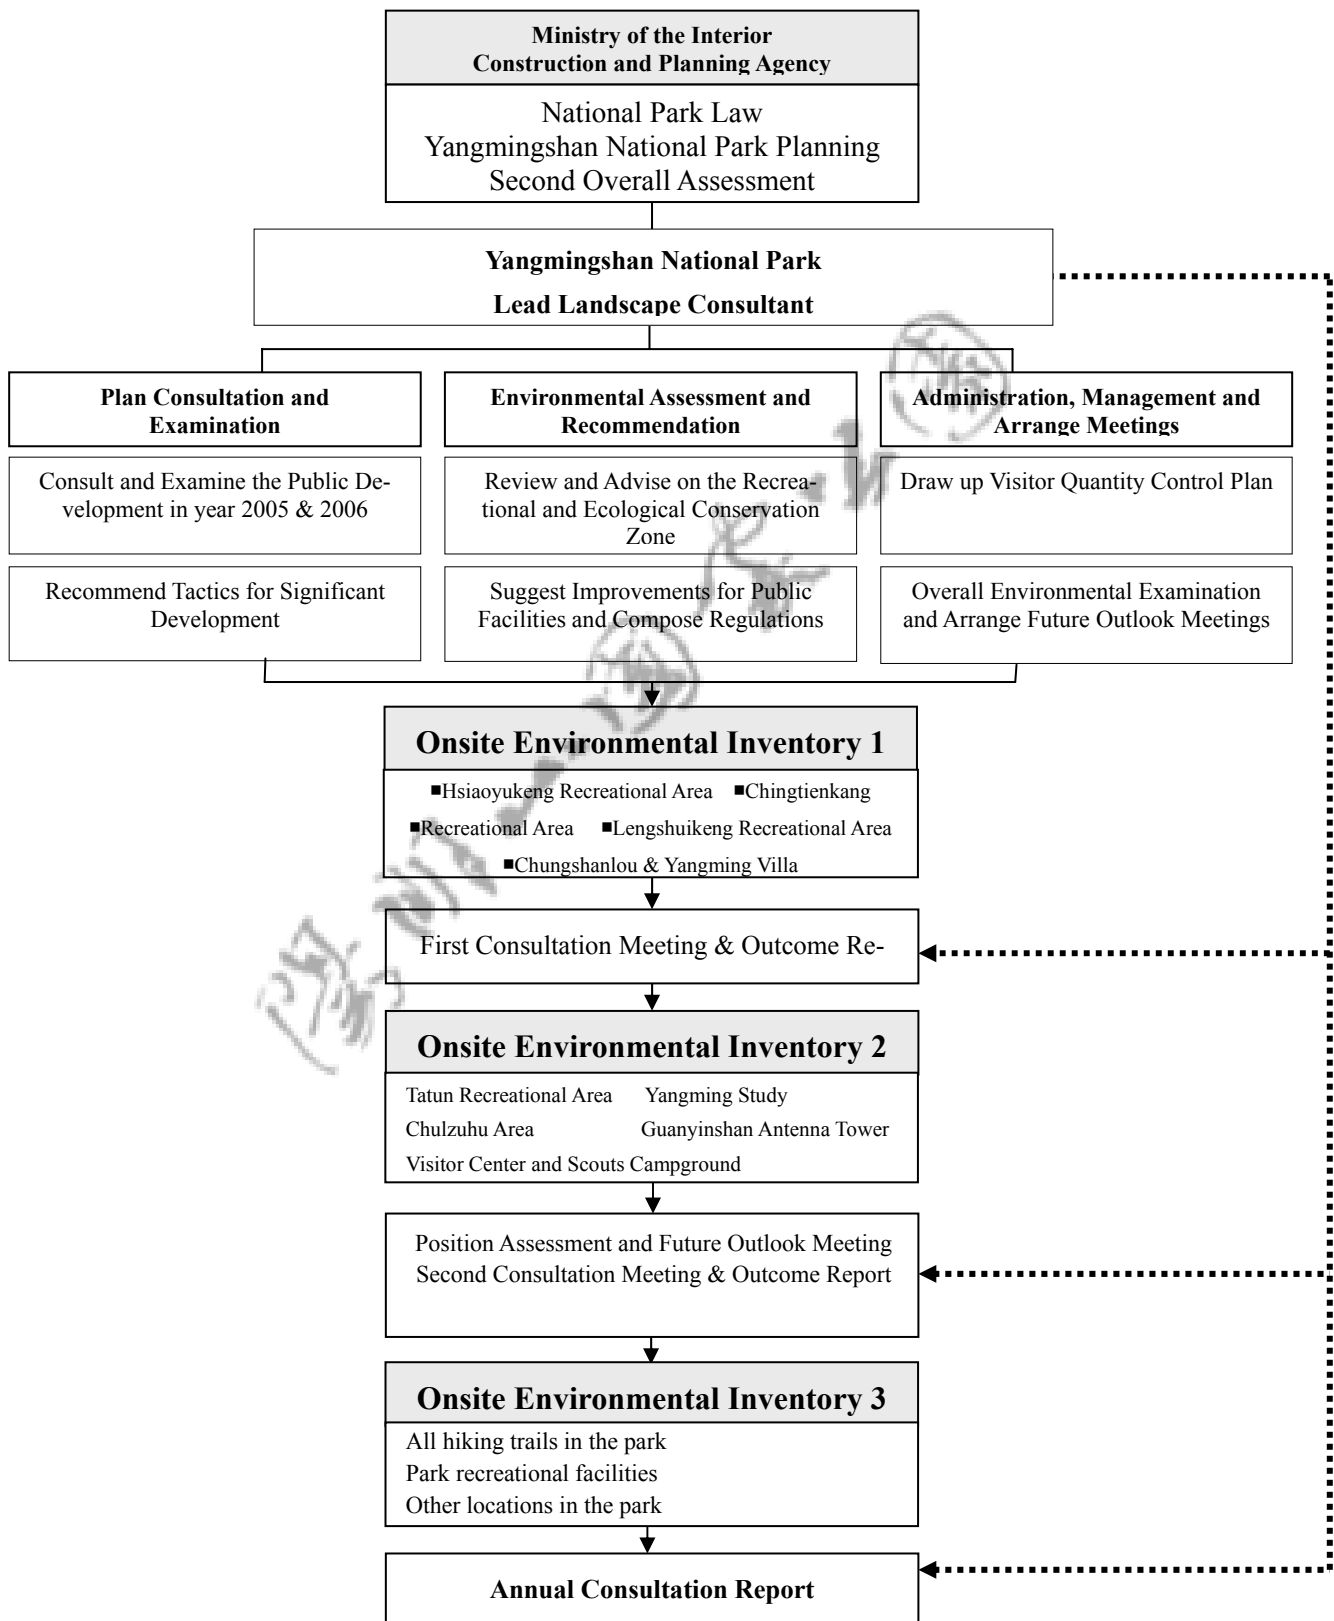 Ministry of the Interior
Construction and Planning Agency
National Park Law
Yangmingshan National Park Planning
Second Overall Assessment
Yangmingshan National Park
Lead Landscape Consultant
Plan Consultation and
Examination
Environmental Assessment and
Recommendation
Administration, Management and
Arrange Meetings
Consult and Examine the Public De-
velopment in year 2005 & 2006
Review and Advise on the Recrea-
tional and Ecological Conservation
Zone
Draw up Visitor Quantity Control Plan
Recommend Tactics for Significant
Development
Suggest Improvements for Public
Facilities and Compose Regulations
Overall Environmental Examination
and Arrange Future Outlook Meetings
Onsite Environmental Inventory 1
■Hsiaoyukeng Recreational Area ■Chingtienkang
■Recreational Area ■Lengshuikeng Recreational Area
■Chungshanlou & Yangming Villa
First Consultation Meeting & Outcome Re-
Onsite Environmental Inventory 2
Tatun Recreational Area Yangming Study
Chulzuhu Area Guanyinshan Antenna Tower
Visitor Center and Scouts Campground
Position Assessment and Future Outlook Meeting
Second Consultation Meeting & Outcome Report
Onsite Environmental Inventory 3
All hiking trails in the park
Park recreational facilities
Other locations in the park
Annual Consultation Report